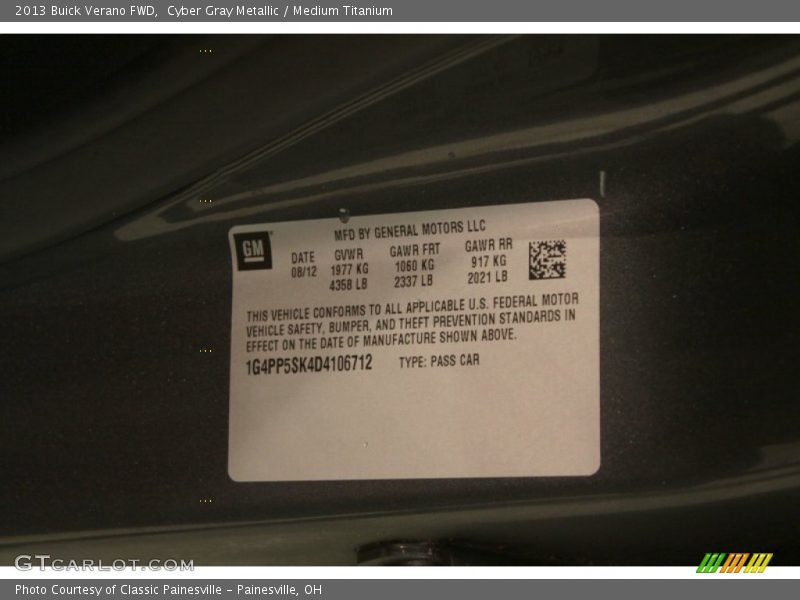 2013 Buick Verano FWD, Cyber Gray Metallic / Medium Titanium
GM
MFD BY GENERAL MOTORS LLC
DATE GVWR GAWR FRT GAWR RR
08/12 1977 KG 1060 KG 917 KG
4358 LB 2337 LB 2021 LB
THIS VEHICLE CONFORMS TO ALL APPLICABLE U.S. FEDERAL MOTOR
VEHICLE SAFETY, BUMPER, AND THEFT PREVENTION STANDARDS IN
EFFECT ON THE DATE OF MANUFACTURE SHOWN ABOVE.
1G4PP5SK4D4106712 TYPE: PASS CAR
GTCARLOT.COM
Photo Courtesy of Classic Painesville - Painesville, OH